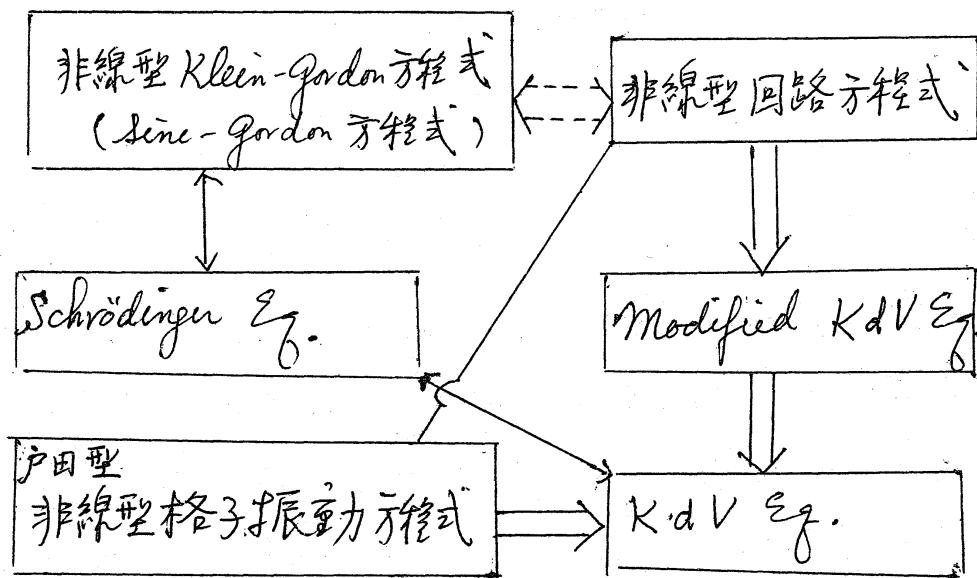 非線型 Klein-Gordon 方程式
(sine-Gordon 方程式)
非線型回路方程式
Schrödinger Eq.
Modified KdV Eq.
戸田型
非線型格子振動方程式
K.d V Eq.